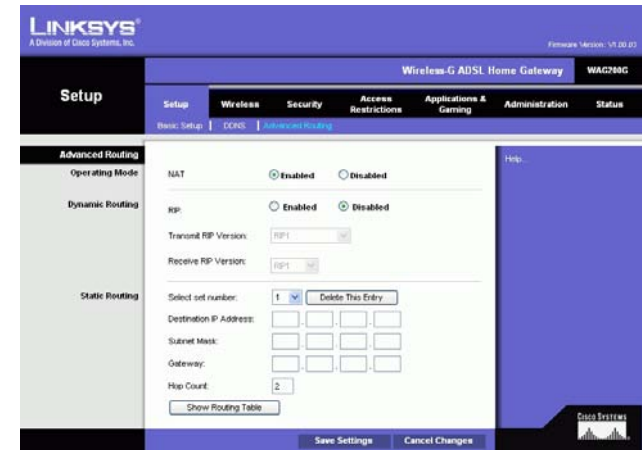 LINKSYS®
A Division of Cisco Systems, Inc.
Firmware Version: V1.00.03
Wireless-G ADSL Home Gateway WAG200G
Setup
Setup Wireless Security Access Restrictions Applications & Gaming Administration Status
Basic Setup | DDNS | Advanced Routing
Advanced Routing
Help...
Operating Mode NAT Enabled Disabled
Dynamic Routing RIP: Enabled Disabled
Transmit RIP Version: RIP1
Receive RIP Version: RIP1
Static Routing Select set number: 1 Delete This Entry
Destination IP Address: . . .
Subnet Mask: . . .
Gateway: . . .
Hop Count: 2
Show Routing Table
Save Settings Cancel Changes
CISCO SYSTEMS